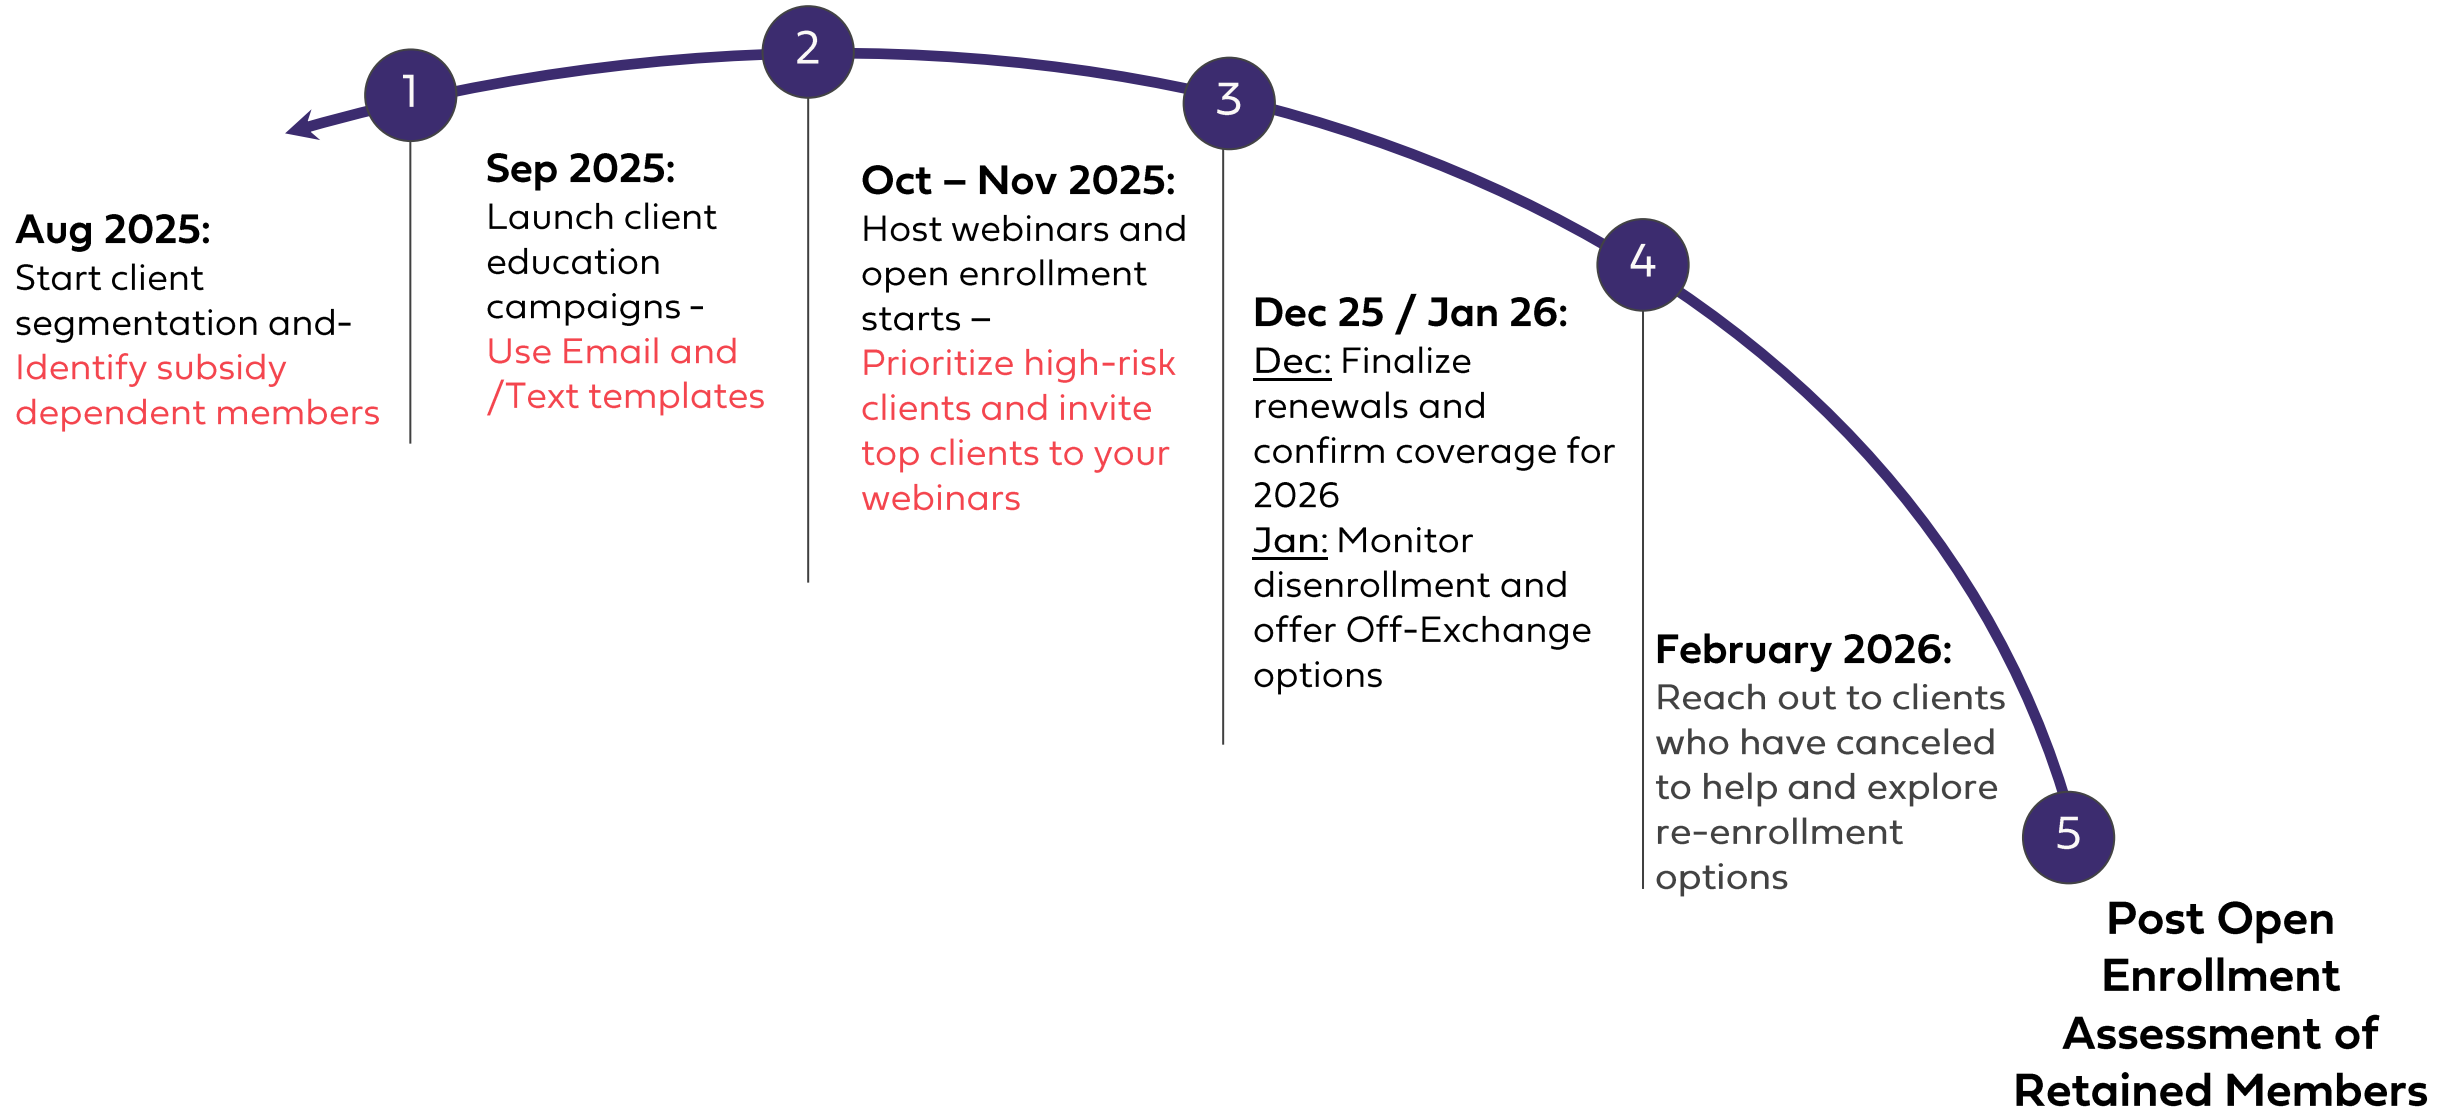 1
Aug 2025:
Start client
segmentation and-
Identify subsidy
dependent members
2
Sep 2025:
Launch client
education
campaigns -
Use Email and
/Text templates
3
Oct – Nov 2025:
Host webinars and
open enrollment
starts –
Prioritize high-risk
clients and invite
top clients to your
webinars
4
Dec 25 / Jan 26:
Dec: Finalize
renewals and
confirm coverage for
2026
Jan: Monitor
disenrollment and
offer Off-Exchange
options
5
February 2026:
Reach out to clients
who have canceled
to help and explore
re-enrollment
options
Post Open
Enrollment
Assessment of
Retained Members